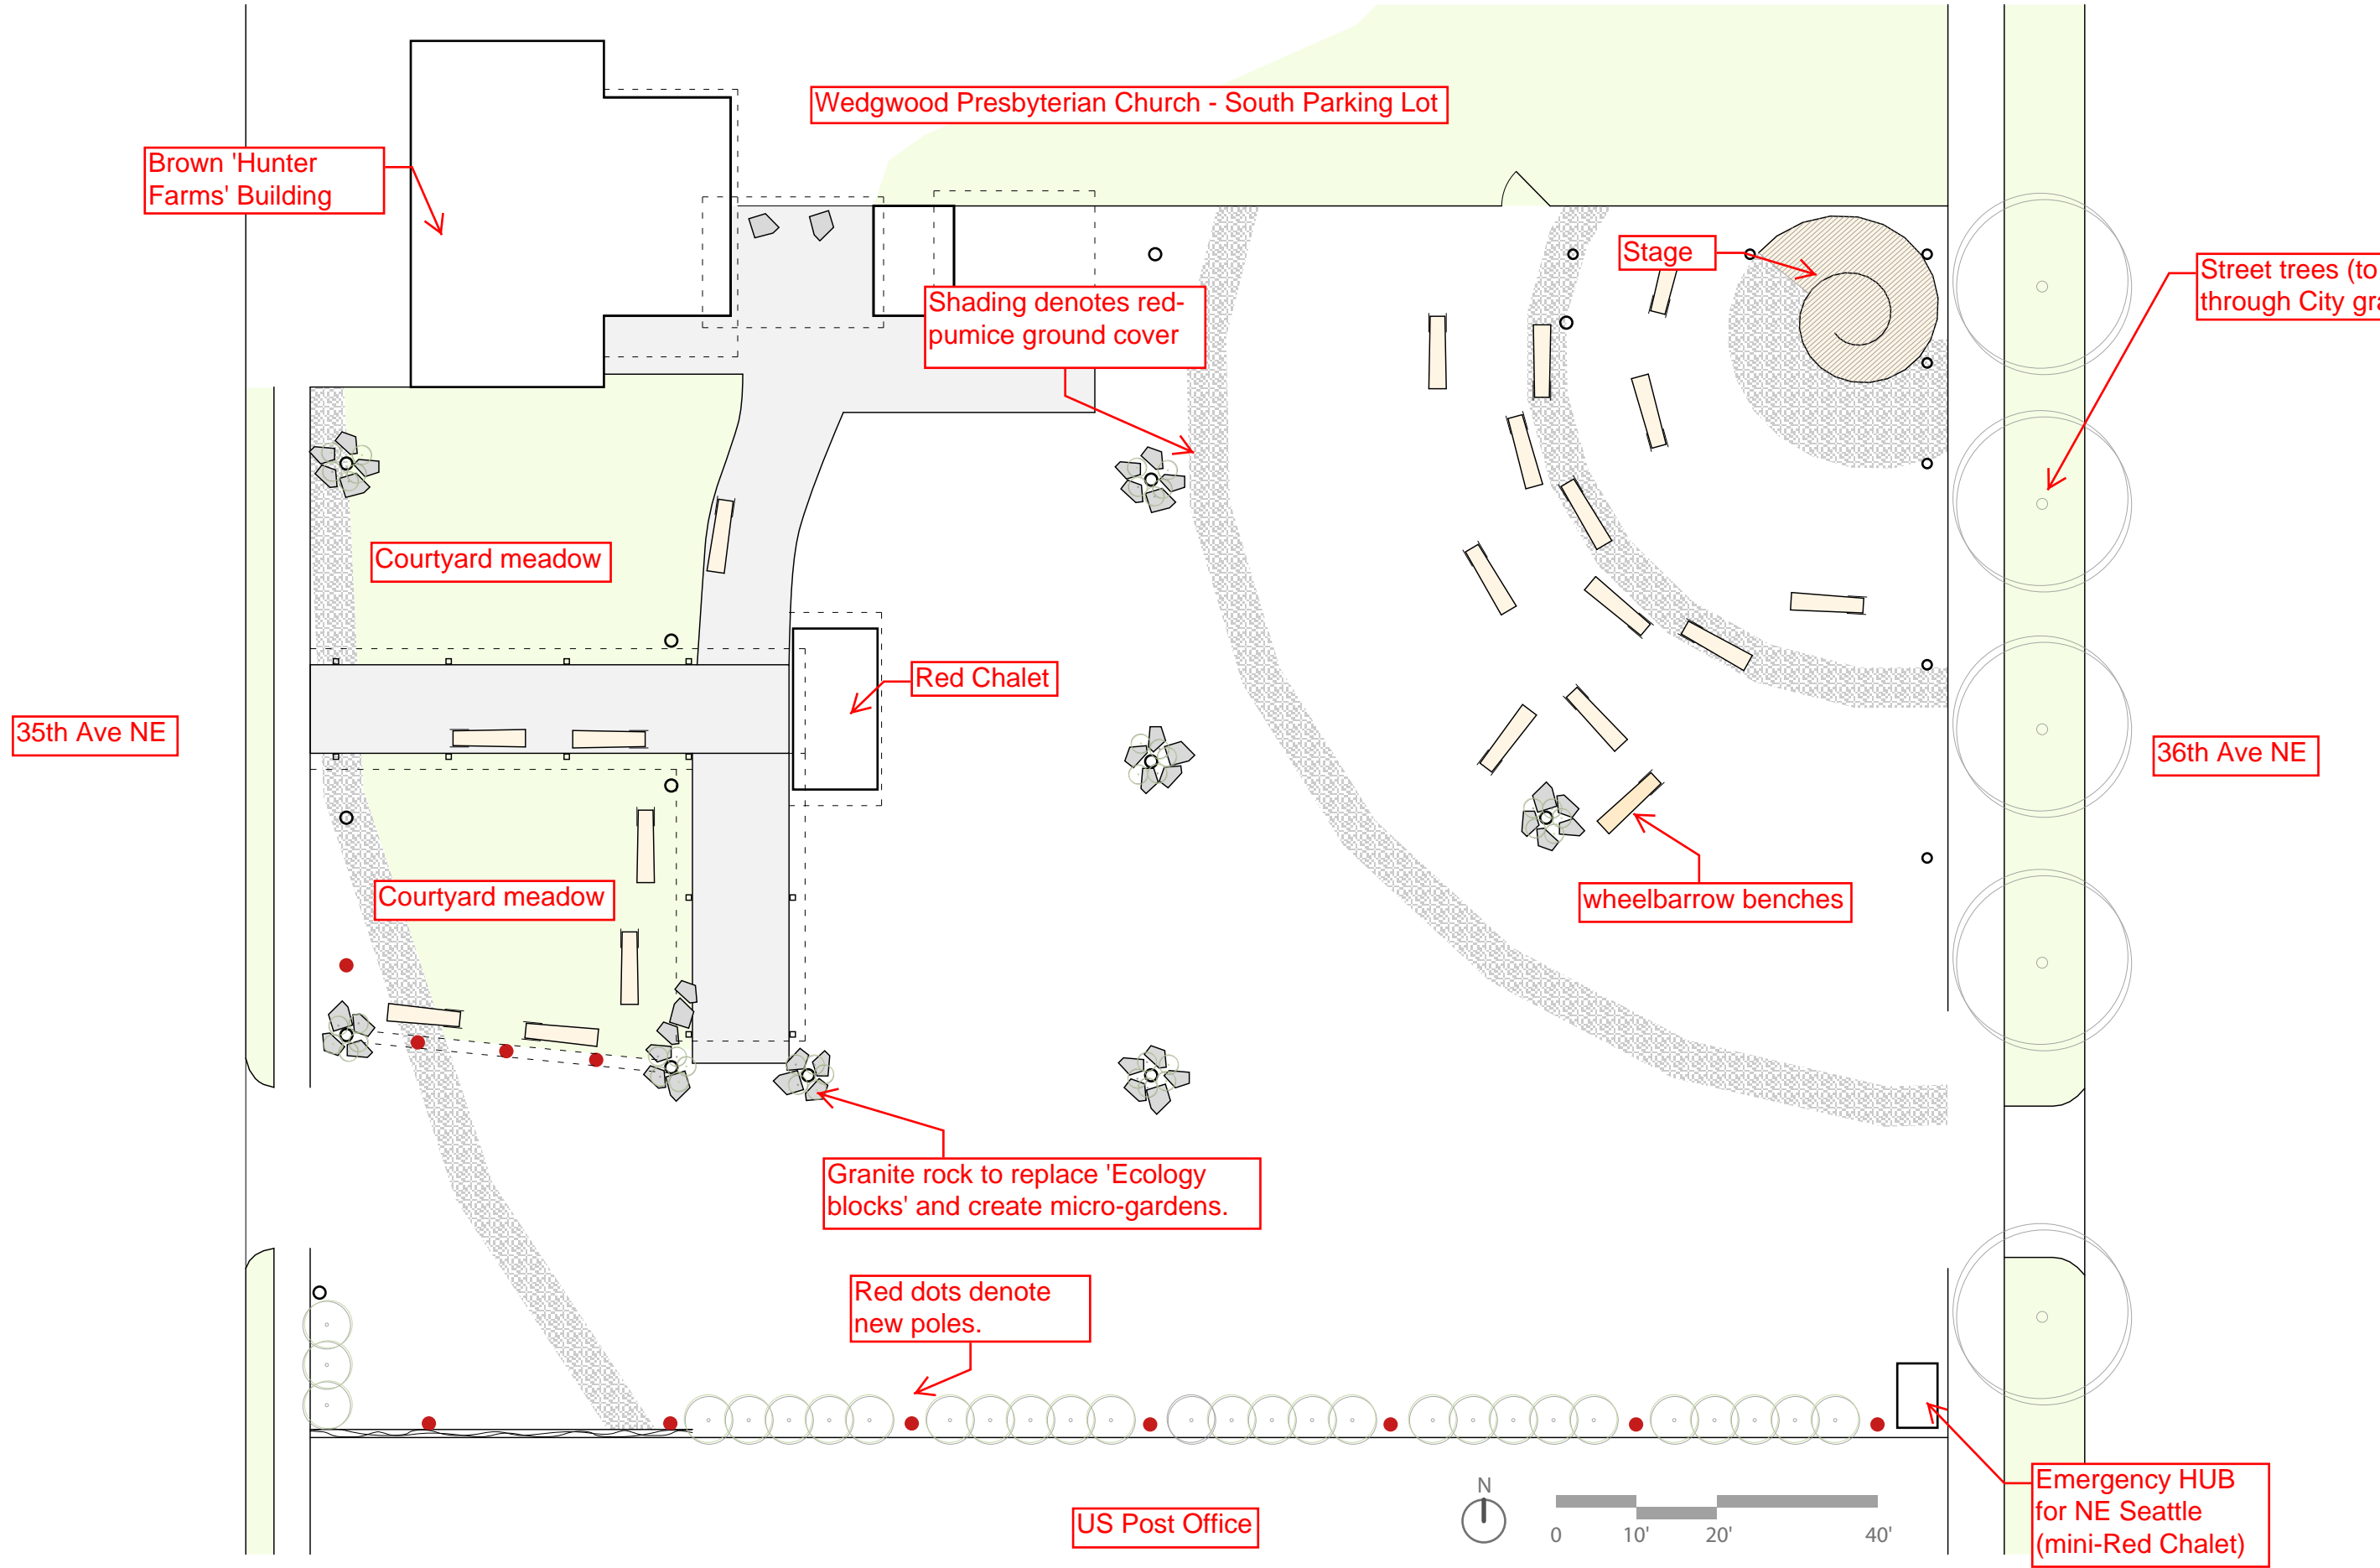 Wedgwood Presbyterian Church - South Parking Lot
Brown 'Hunter
Farms' Building
Stage
Street trees (to
through City
Shading denotes red-
pumice ground cover
Courtyard meadow
Red Chalet
35th Ave NE
36th Ave NE
Courtyard meadow
wheelbarrow benches
Granite rock to replace 'Ecology
blocks' and create micro-gardens.
Red dots denote
new poles.
N
0 10' 20' 40'
US Post Office
Emergency HUB
for NE Seattle
(mini-Red Chalet)